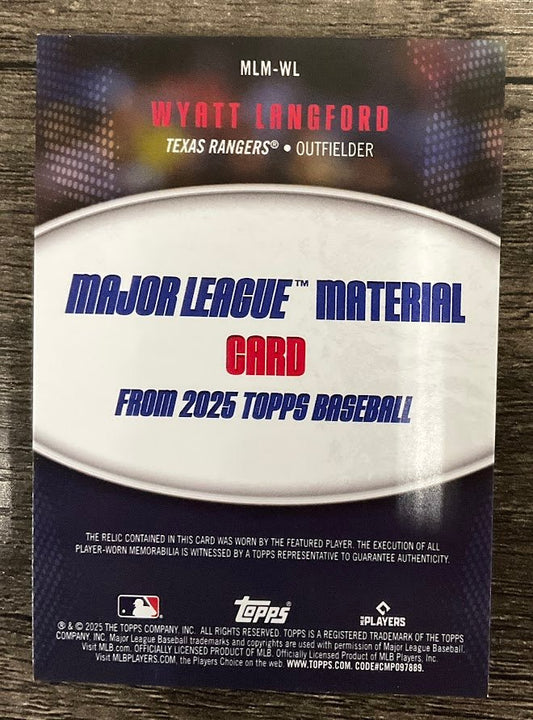 MLM-WL
WYATT LANGFORD
TEXAS RANGERS® • OUTFIELDER
MAJOR LEAGUE™ MATERIAL
CARD
FROM 2025 TOPPS BASEBALL
THE RELIC CONTAINED IN THIS CARD WAS WORN BY THE FEATURED PLAYER. THE EXECUTION OF ALL
PLAYER-WORN MEMORABILIA IS WITNESSED BY A TOPPS REPRESENTATIVE TO GUARANTEE AUTHENTICITY.
TOPPS®
MLB PLAYERS
® & © 2025 THE TOPPS COMPANY, INC. ALL RIGHTS RESERVED. TOPPS IS A REGISTERED TRADEMARK OF THE TOPPS
COMPANY, INC. Major League Baseball trademarks and copyrights are used with permission of Major League Baseball.
Visit MLB.com. OFFICIALLY LICENSED PRODUCT OF MLB. Officially Licensed Product of MLB Players, Inc.
Visit MLBPLAYERS.COM, the Players Choice on the web. WWW.TOPPS.COM. CODE#CMP097889.